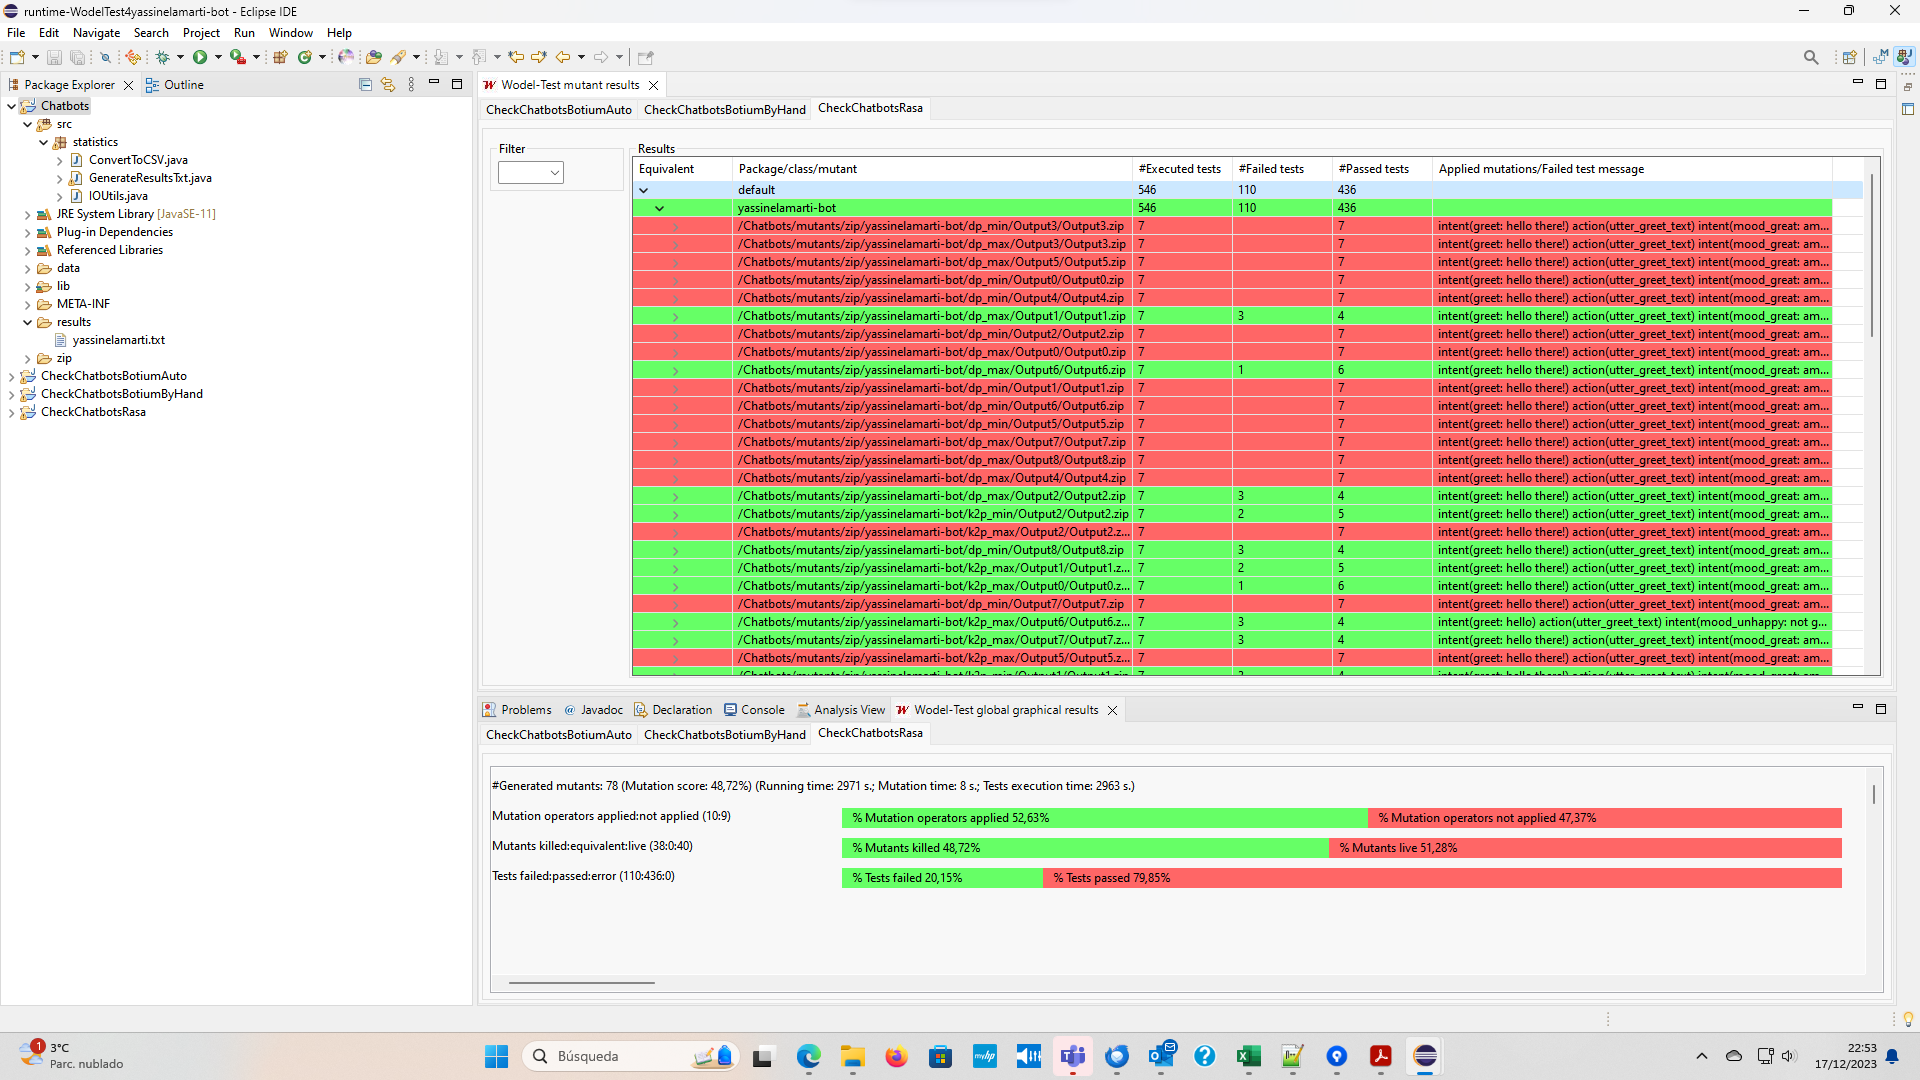 runtime-WodelTest4yassinelamarti-bot - Eclipse IDE
File Edit Navigate Search Project Run Window Help
Package Explorer Outline
Chatbots
src
statistics
ConvertToCSV.java
GenerateResultsTxt.java
IOUtils.java
JRE System Library [JavaSE-11]
Plug-in Dependencies
Referenced Libraries
data
lib
META-INF
results
yassinelamarti.txt
zip
CheckChatbotsBotiumAuto
CheckChatbotsBotiumByHand
CheckChatbotsRasa
Wodel-Test mutant results
CheckChatbotsBotiumAuto CheckChatbotsBotiumByHand CheckChatbotsRasa
Filter
Results
Equivalent Package/class/mutant #Executed tests #Failed tests #Passed tests Applied mutations/Failed test message
default 546 110 436
yassinelamarti-bot 546 110 436
/Chatbots/mutants/zip/yassinelamarti-bot/dp_min/Output3/Output3.zip 7 7 intent(greet: hello there!) action(utter_greet_text) intent(mood_great: am...
/Chatbots/mutants/zip/yassinelamarti-bot/dp_max/Output3/Output3.zip 7 7 intent(greet: hello there!) action(utter_greet_text) intent(mood_great: am...
/Chatbots/mutants/zip/yassinelamarti-bot/dp_max/Output5/Output5.zip 7 7 intent(greet: hello there!) action(utter_greet_text) intent(mood_great: am...
/Chatbots/mutants/zip/yassinelamarti-bot/dp_min/Output0/Output0.zip 7 7 intent(greet: hello there!) action(utter_greet_text) intent(mood_great: am...
/Chatbots/mutants/zip/yassinelamarti-bot/dp_min/Output4/Output4.zip 7 7 intent(greet: hello there!) action(utter_greet_text) intent(mood_great: am...
/Chatbots/mutants/zip/yassinelamarti-bot/dp_max/Output1/Output1.zip 7 3 4 intent(greet: hello there!) action(utter_greet_text) intent(mood_great: am...
/Chatbots/mutants/zip/yassinelamarti-bot/dp_min/Output2/Output2.zip 7 7 intent(greet: hello there!) action(utter_greet_text) intent(mood_great: am...
/Chatbots/mutants/zip/yassinelamarti-bot/dp_max/Output0/Output0.zip 7 7 intent(greet: hello there!) action(utter_greet_text) intent(mood_great: am...
/Chatbots/mutants/zip/yassinelamarti-bot/dp_max/Output6/Output6.zip 7 1 6 intent(greet: hello there!) action(utter_greet_text) intent(mood_great: am...
/Chatbots/mutants/zip/yassinelamarti-bot/dp_min/Output1/Output1.zip 7 7 intent(greet: hello there!) action(utter_greet_text) intent(mood_great: am...
/Chatbots/mutants/zip/yassinelamarti-bot/dp_min/Output6/Output6.zip 7 7 intent(greet: hello there!) action(utter_greet_text) intent(mood_great: am...
/Chatbots/mutants/zip/yassinelamarti-bot/dp_min/Output5/Output5.zip 7 7 intent(greet: hello there!) action(utter_greet_text) intent(mood_great: am...
/Chatbots/mutants/zip/yassinelamarti-bot/dp_max/Output7/Output7.zip 7 7 intent(greet: hello there!) action(utter_greet_text) intent(mood_great: am...
/Chatbots/mutants/zip/yassinelamarti-bot/dp_max/Output8/Output8.zip 7 7 intent(greet: hello there!) action(utter_greet_text) intent(mood_great: am...
/Chatbots/mutants/zip/yassinelamarti-bot/dp_max/Output4/Output4.zip 7 7 intent(greet: hello there!) action(utter_greet_text) intent(mood_great: am...
/Chatbots/mutants/zip/yassinelamarti-bot/dp_max/Output2/Output2.zip 7 3 4 intent(greet: hello there!) action(utter_greet_text) intent(mood_great: am...
/Chatbots/mutants/zip/yassinelamarti-bot/k2p_min/Output2/Output2.zip 7 2 5 intent(greet: hello there!) action(utter_greet_text) intent(mood_great: am...
/Chatbots/mutants/zip/yassinelamarti-bot/k2p_max/Output2/Output2.z... 7 7 intent(greet: hello there!) action(utter_greet_text) intent(mood_great: am...
/Chatbots/mutants/zip/yassinelamarti-bot/dp_min/Output8/Output8.zip 7 3 4 intent(greet: hello there!) action(utter_greet_text) intent(mood_great: am...
/Chatbots/mutants/zip/yassinelamarti-bot/k2p_max/Output1/Output1.z... 7 2 5 intent(greet: hello there!) action(utter_greet_text) intent(mood_great: am...
/Chatbots/mutants/zip/yassinelamarti-bot/k2p_max/Output0/Output0.z... 7 1 6 intent(greet: hello there!) action(utter_greet_text) intent(mood_great: am...
/Chatbots/mutants/zip/yassinelamarti-bot/dp_min/Output7/Output7.zip 7 7 intent(greet: hello there!) action(utter_greet_text) intent(mood_great: am...
/Chatbots/mutants/zip/yassinelamarti-bot/k2p_max/Output6/Output6.z... 7 3 4 intent(greet: hello) action(utter_greet_text) intent(mood_unhappy: not g...
/Chatbots/mutants/zip/yassinelamarti-bot/k2p_max/Output7/Output7.z... 7 3 4 intent(greet: hello there!) action(utter_greet_text) intent(mood_great: am...
/Chatbots/mutants/zip/yassinelamarti-bot/k2p_max/Output5/Output5.z... 7 7 intent(greet: hello there!) action(utter_greet_text) intent(mood_great: am...
Problems Javadoc Declaration Console Analysis View Wodel-Test global graphical results
CheckChatbotsBotiumAuto CheckChatbotsBotiumByHand CheckChatbotsRasa
#Generated mutants: 78 (Mutation score: 48,72%) (Running time: 2971 s.; Mutation time: 8 s.; Tests execution time: 2963 s.)
Mutation operators applied:not applied (10:9) % Mutation operators applied 52,63% % Mutation operators not applied 47,37%
Mutants killed:equivalent:live (38:0:40) % Mutants killed 48,72% % Mutants live 51,28%
Tests failed:passed:error (110:436:0) % Tests failed 20,15% % Tests passed 79,85%
1
3°C
Parc. nublado
Búsqueda
myhp
22:53
17/12/2023